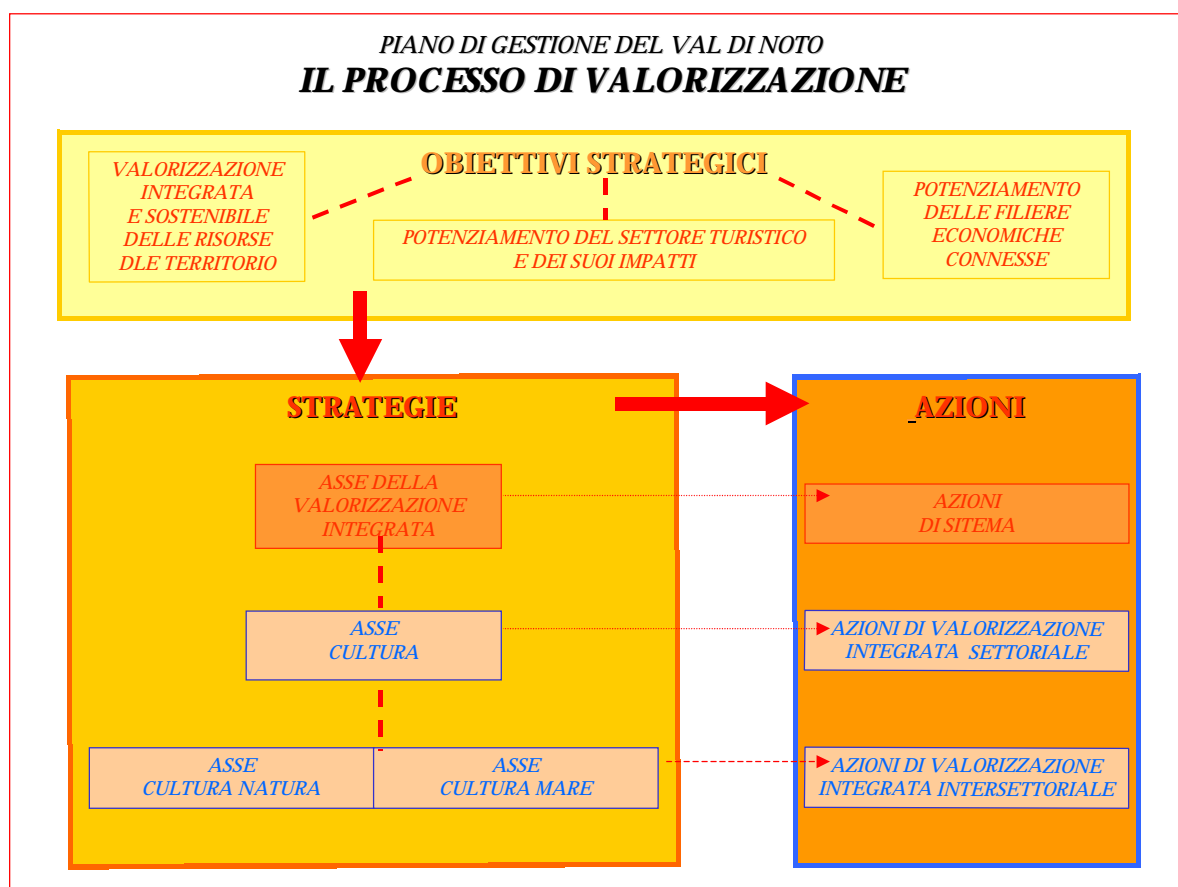 PIANO DI GESTIONE DEL VAL DI NOTO
IL PROCESSO DI VALORIZZAZIONE
OBIETTIVI STRATEGICI
VALORIZZAZIONE
INTEGRATA
E SOSTENIBILE
DELLE RISORSE
DLE TERRITORIO
POTENZIAMENTO DEL SETTORE TURISTICO
E DEI SUOI IMPATTI
POTENZIAMENTO
DELLE FILIERE
ECONOMICHE
CONNESSE
STRATEGIE
ASSE DELLA
VALORIZZAZIONE
INTEGRATA
ASSE
CULTURA
ASSE
CULTURA NATURA
ASSE
CULTURA MARE
AZIONI
AZIONI
DI SITEMA
AZIONI DI VALORIZZAZIONE
INTEGRATA SETTORIALE
AZIONI DI VALORIZZAZIONE
INTEGRATA INTERSETTORIALE